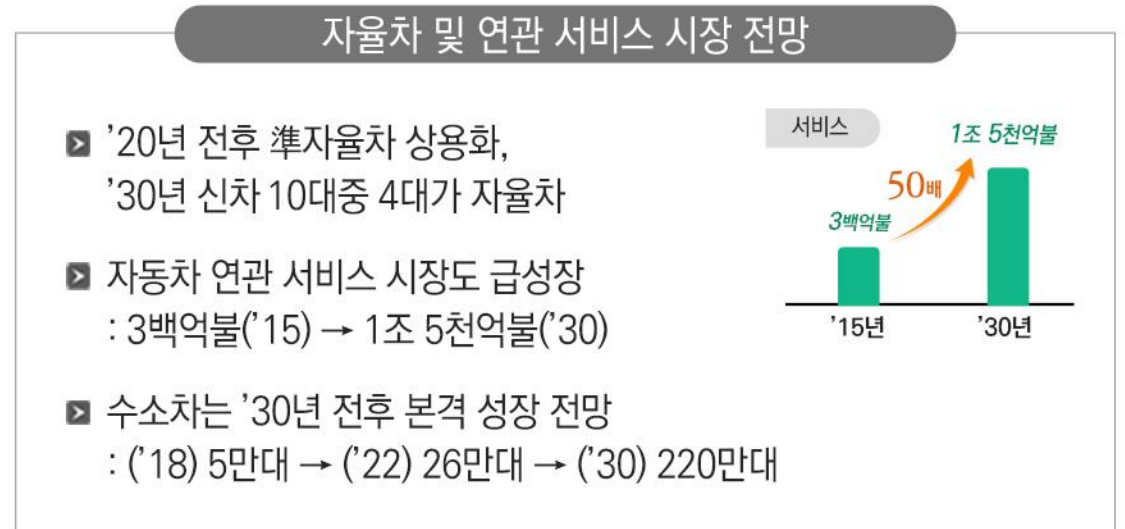 자율차 및 연관 서비스 시장 전망
’20년 전후 準자율차 상용화,
’30년 신차 10대중 4대가 자율차
자동차 연관 서비스 시장도 급성장
: 3백억불(’15) → 1조 5천억불(’30)
수소차는 ’30년 전후 본격 성장 전망
: (’18) 5만대 → (’22) 26만대 → (’30) 220만대
서비스
1조 5천억불
50배
3백억불
’15년
’30년